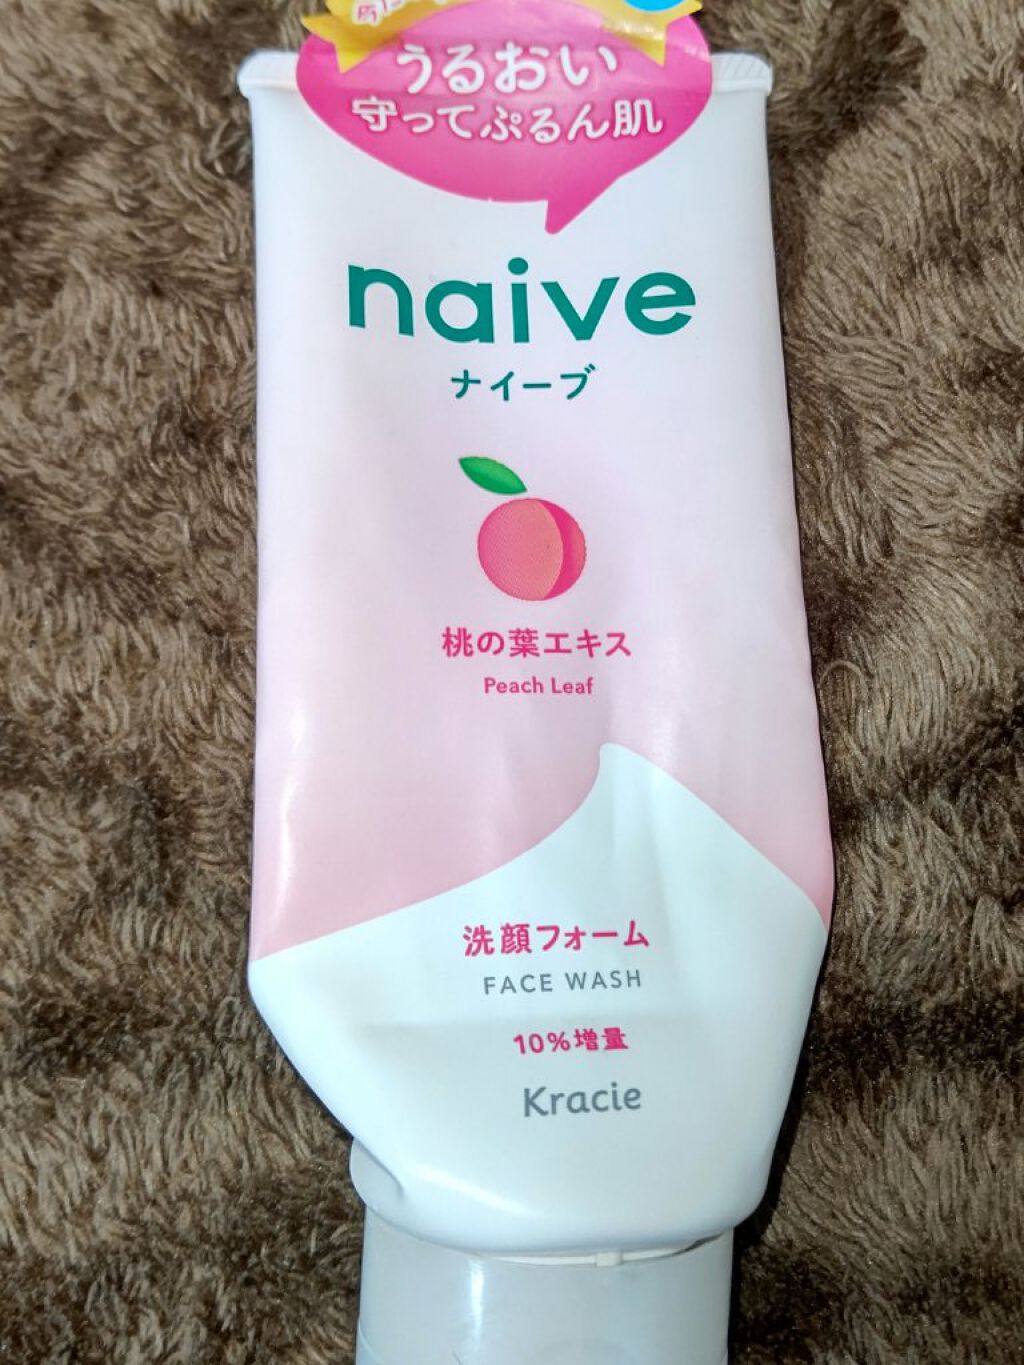 うるおい
守ってぷるん肌
naive
ナイーブ
桃の葉エキス
Peach Leaf
洗顔フォーム
FACE WASH
10%増量
Kracie